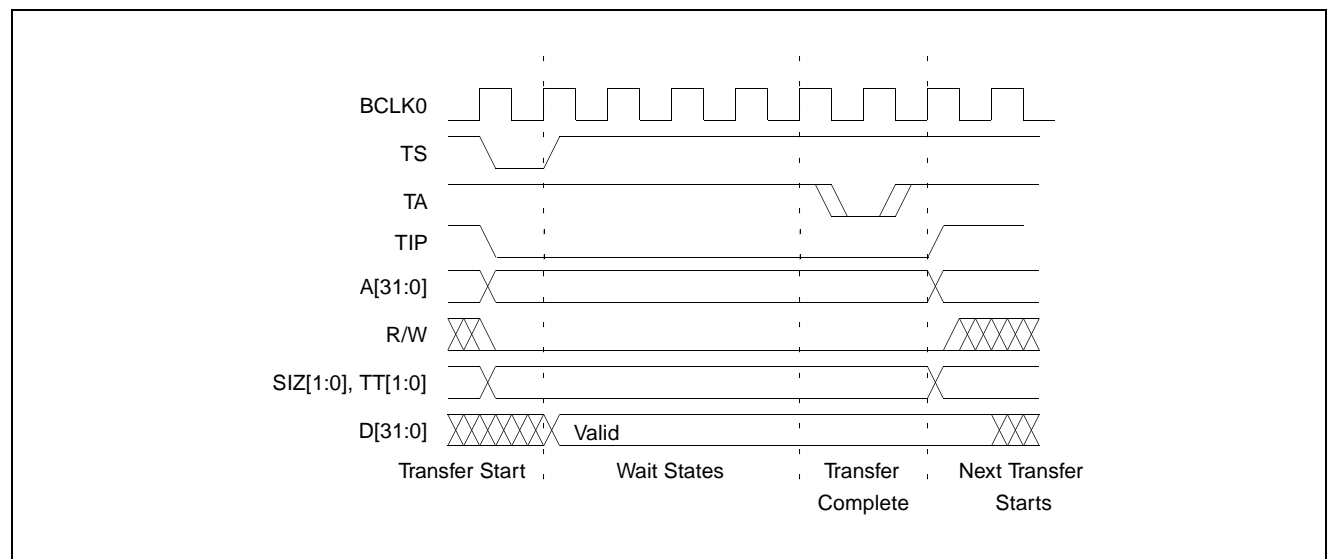 BCLK0
TS
TA
TIP
A[31:0]
R/W
SIZ[1:0], TT[1:0]
D[31:0]
Valid
Transfer Start
Wait States
Transfer
Complete
Next Transfer
Starts